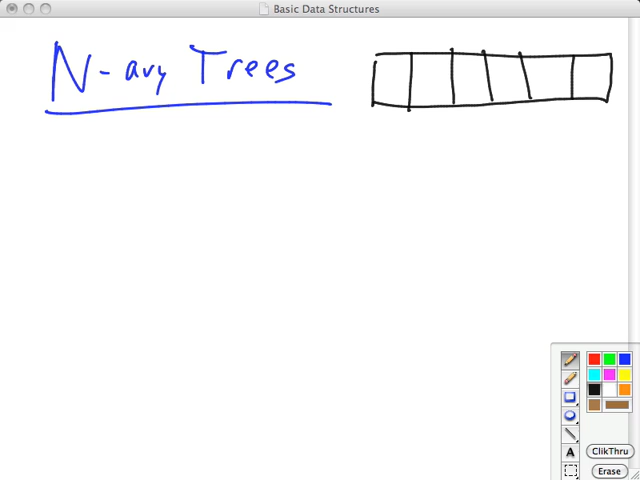 Basic Data Structures
N-ary Trees
A
ClikThru
Erase